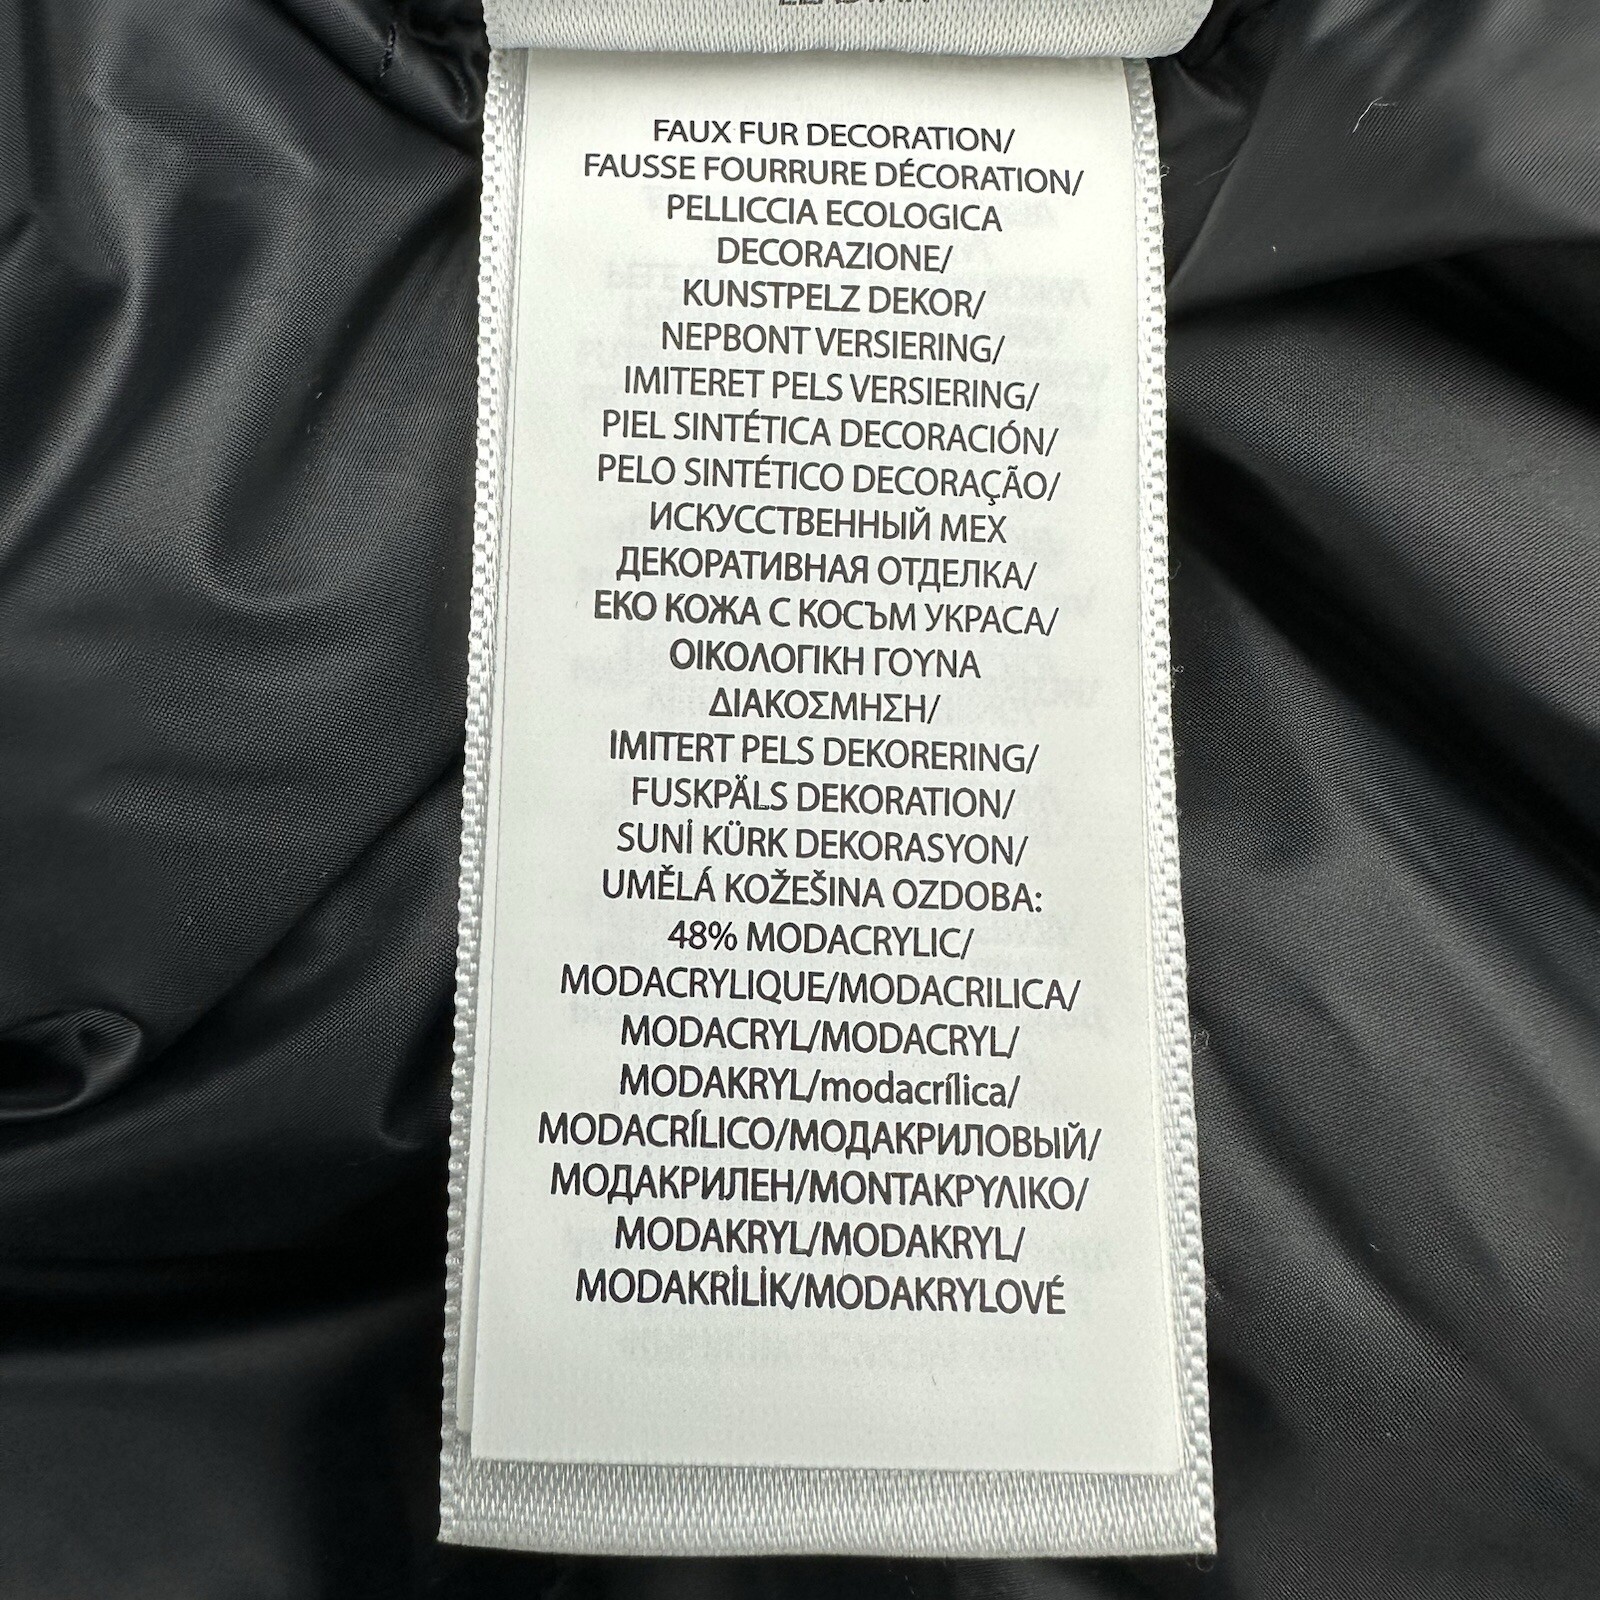 FAUX FUR DECORATION/
FAUSSE FOURRURE DÉCORATION/
PELLICCIA ECOLOGICA
DECORAZIONE/
KUNSTPELZ DEKOR/
NEPBONT VERSIERING/
IMITERET PELS VERSIERING/
PIEL SINTÉTICA DECORACIÓN/
PELO SINTÉTICO DECORAÇÃO/
ИСКУССТВЕННЫЙ МЕХ
ДЕКОРАТИВНАЯ ОТДЕЛКА/
ЕКО КОЖА С КОСЪМ УКРАСА/
ΟΙΚΟΛΟΓΙΚΗ ΓΟΥΝΑ
ΔΙΑΚΟΣΜΗΣΗ/
IMITERT PELS DEKORERING/
FUSKPÄLS DEKORATION/
SUNİ KÜRK DEKORASYON/
UMĚLÁ KOŽEŠINA OZDOBA:
48% MODACRYLIC/
MODACRYLIQUE/MODACRILICA/
MODACRYL/MODACRYL/
MODAKRYL/modacrílica/
MODACRÍLICO/МОДАКРИЛОВЫЙ/
МОДАКРИЛЕН/ΜΟΝΤΑΚΡΥΛΙΚΟ/
MODAKRYL/MODAKRYL/
MODAKRİLİK/MODAKRYLOVÉ